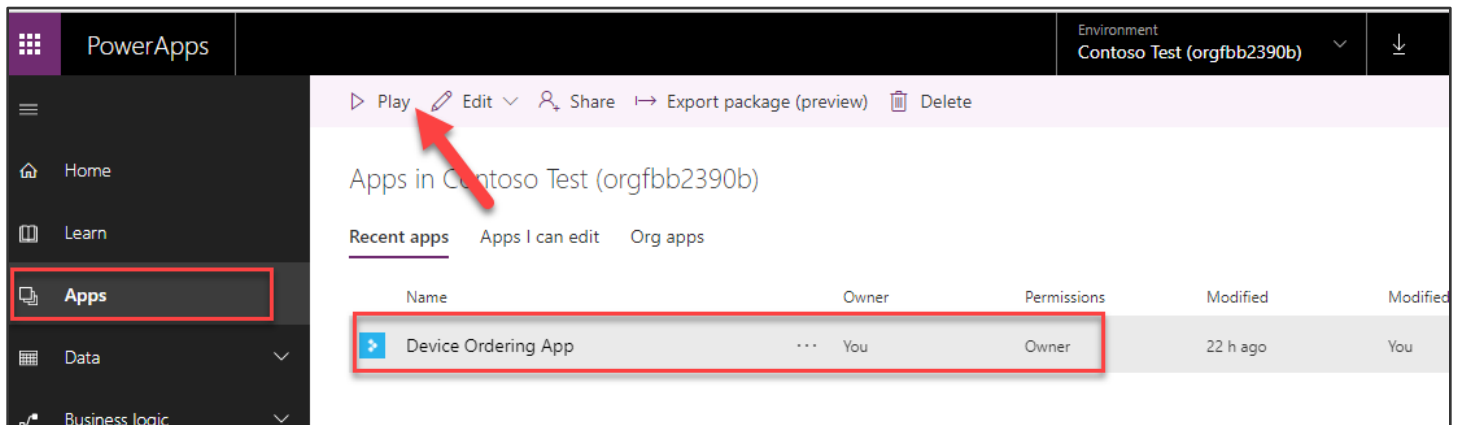 PowerApps
Environment
Contoso Test (orgfbb2390b)
Play Edit Share Export package (preview) Delete
Home
Learn
Apps
Data
Business logic
Apps in Contoso Test (orgfbb2390b)
Recent apps Apps I can edit Org apps
Name Owner Permissions Modified Modified
Device Ordering App ... You Owner 22 h ago You